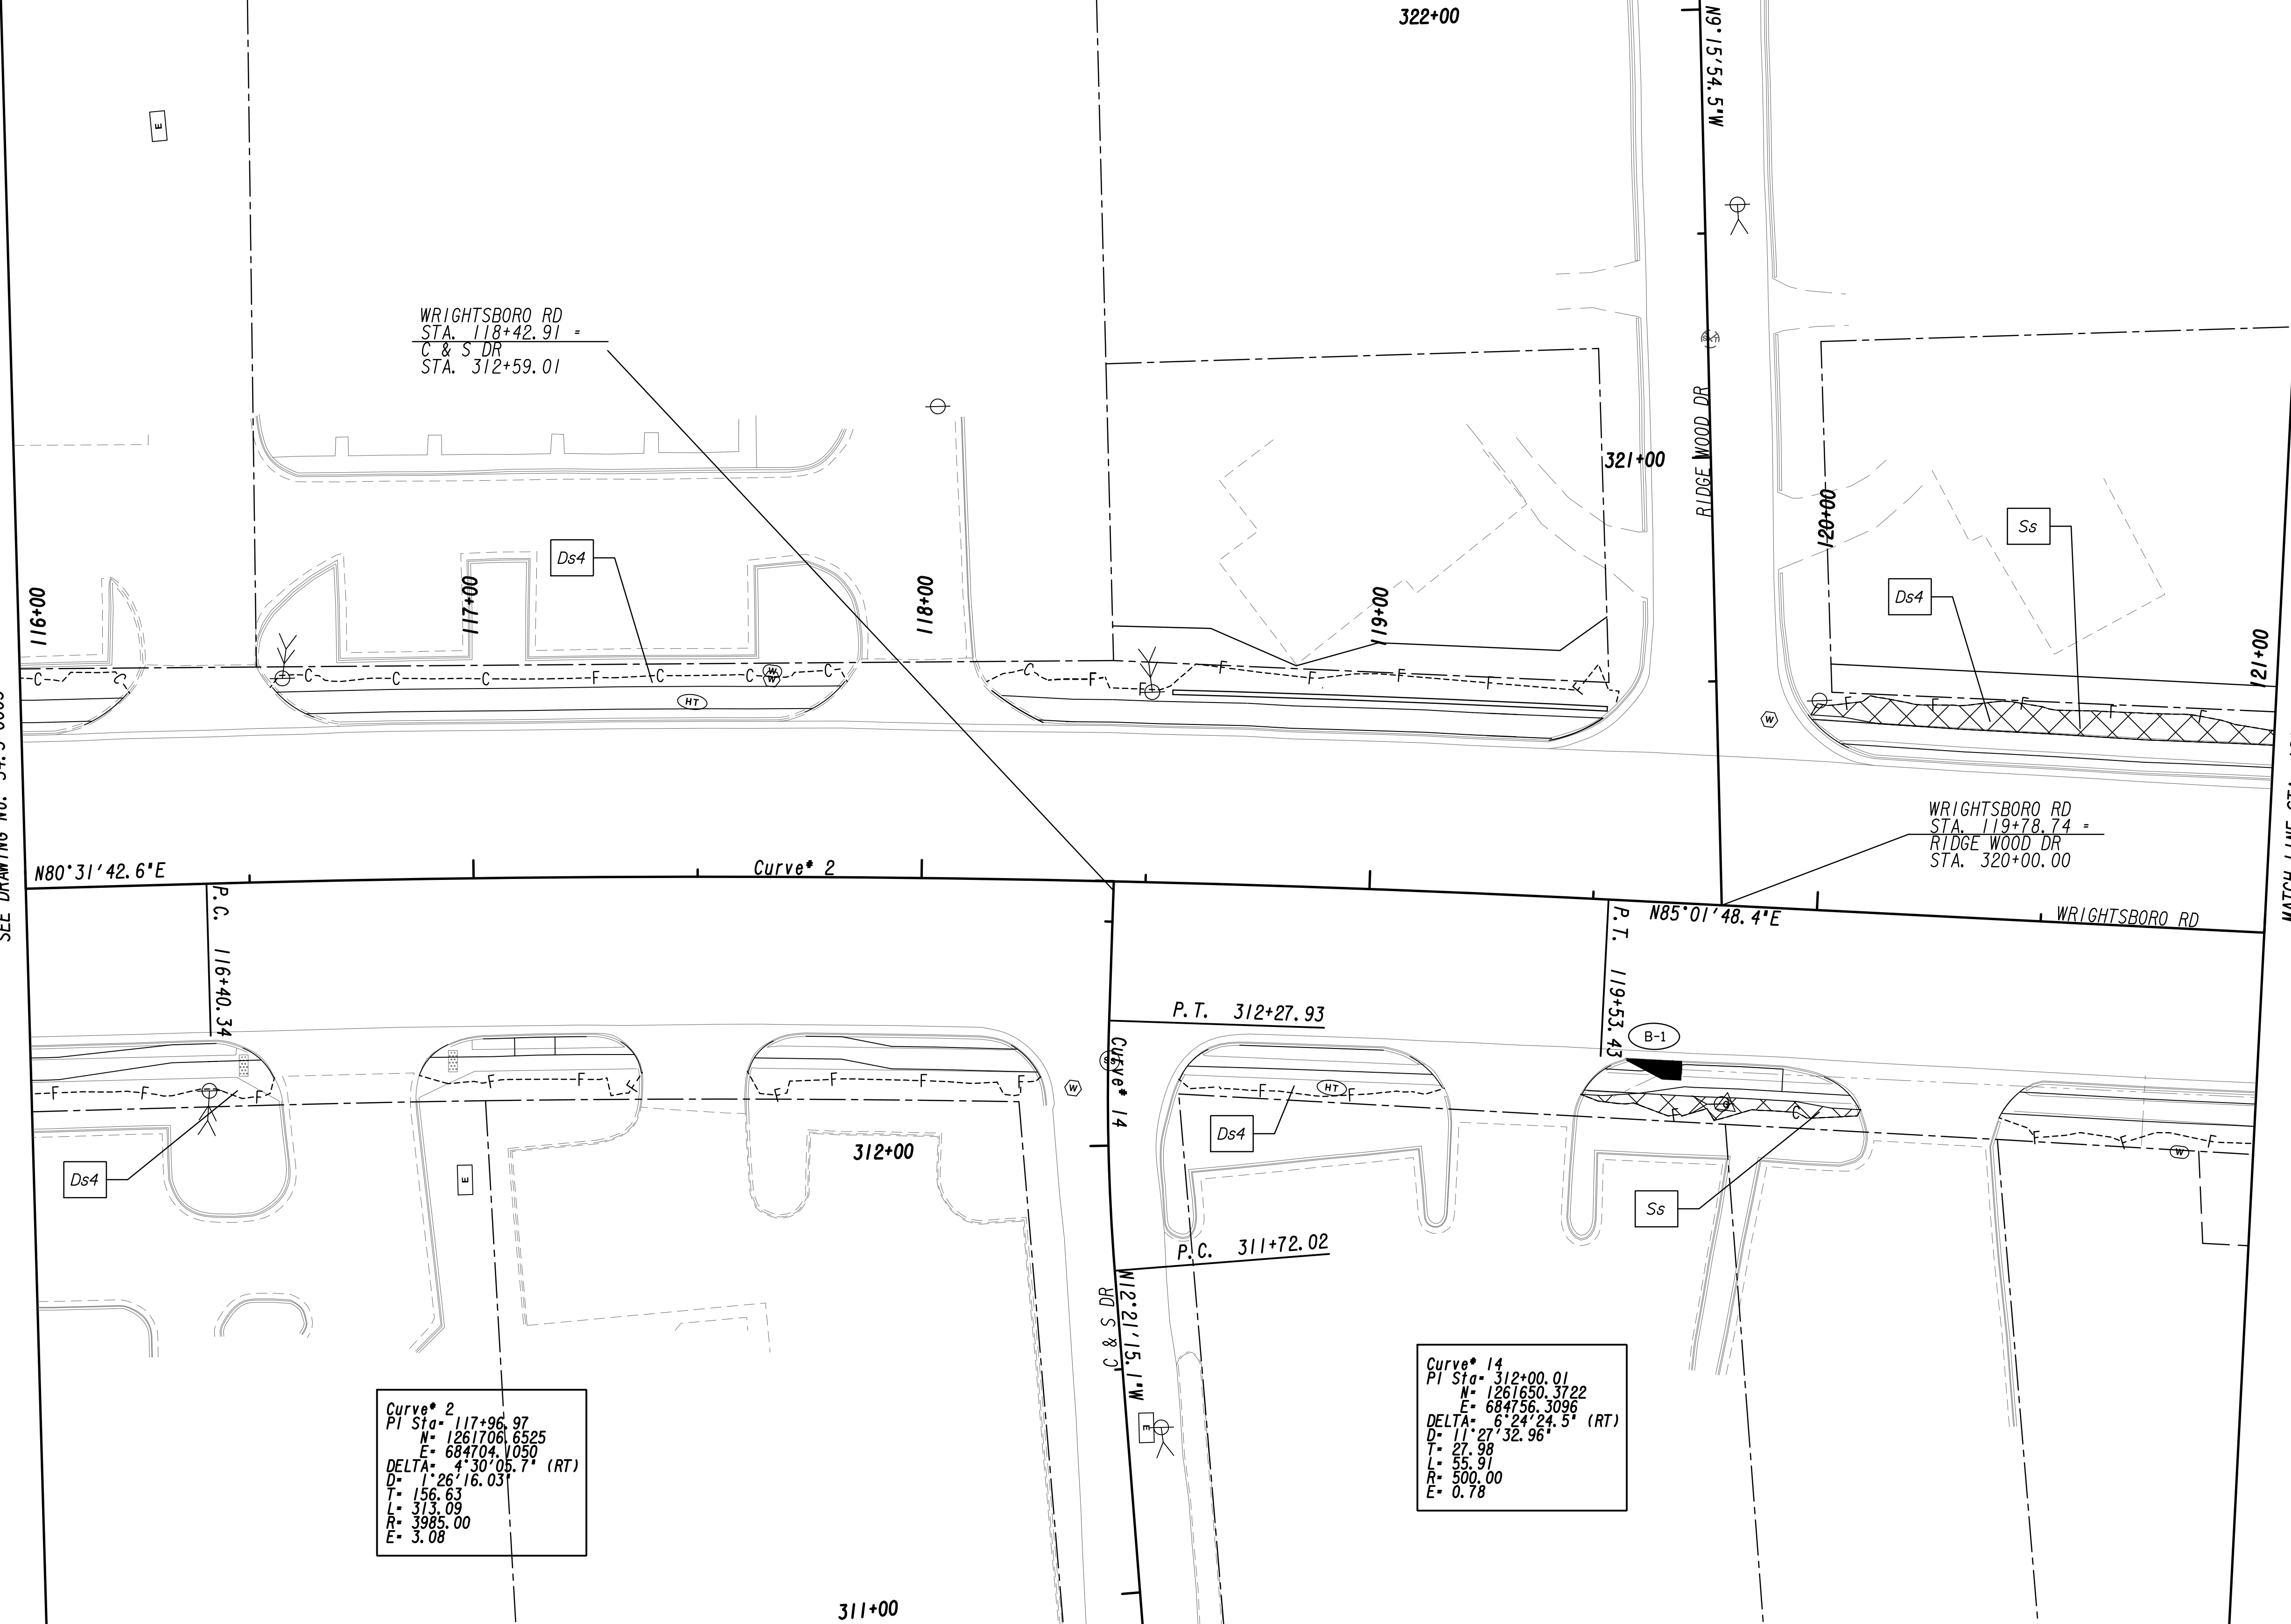 322+00
N9°15'54.5"W
E
WRIGHTSBORO RD
STA. 118+42.91 =
C & S DR
STA. 312+59.01
RIDGE WOOD DR
321+00
120+00
Ss
Ds4
Ds4
116+00
117+00
118+00
119+00
121+00
C
C
C
C
C
F
C
C
C
W
W
HT
C
F
F
F
F
F
F
F
F
F
F
W
WRIGHTSBORO RD
STA. 119+78.74 =
RIDGE WOOD DR
STA. 320+00.00
SEE DRAWING No.
N80°31'42.6"E
Curve# 2
N85°01'48.4"E
WRIGHTSBORO RD
P.C. 116+40.34
P.T. 119+53.43
P.T. 312+27.93
B-1
Curve# 14
F
F
F
F
F
F
F
F
F
W
F
HT
F
F
C
F
F
F
W
Ds4
E
312+00
Ds4
Ss
P.C. 311+72.02
C & S DR
N12°21'15.1"W
E
Curve# 2
PI Sta= 117+96.97
N= 1261706.6525
E= 684704.1050
DELTA= 4°30'05.7" (RT)
D= 1°26'16.03"
T= 156.63
L= 313.09
R= 3985.00
E= 3.08
Curve# 14
PI Sta= 312+00.01
N= 1261650.3722
E= 684756.3096
DELTA= 6°24'24.5" (RT)
D= 11°27'32.96"
T= 27.98
L= 55.91
R= 500.00
E= 0.78
311+00